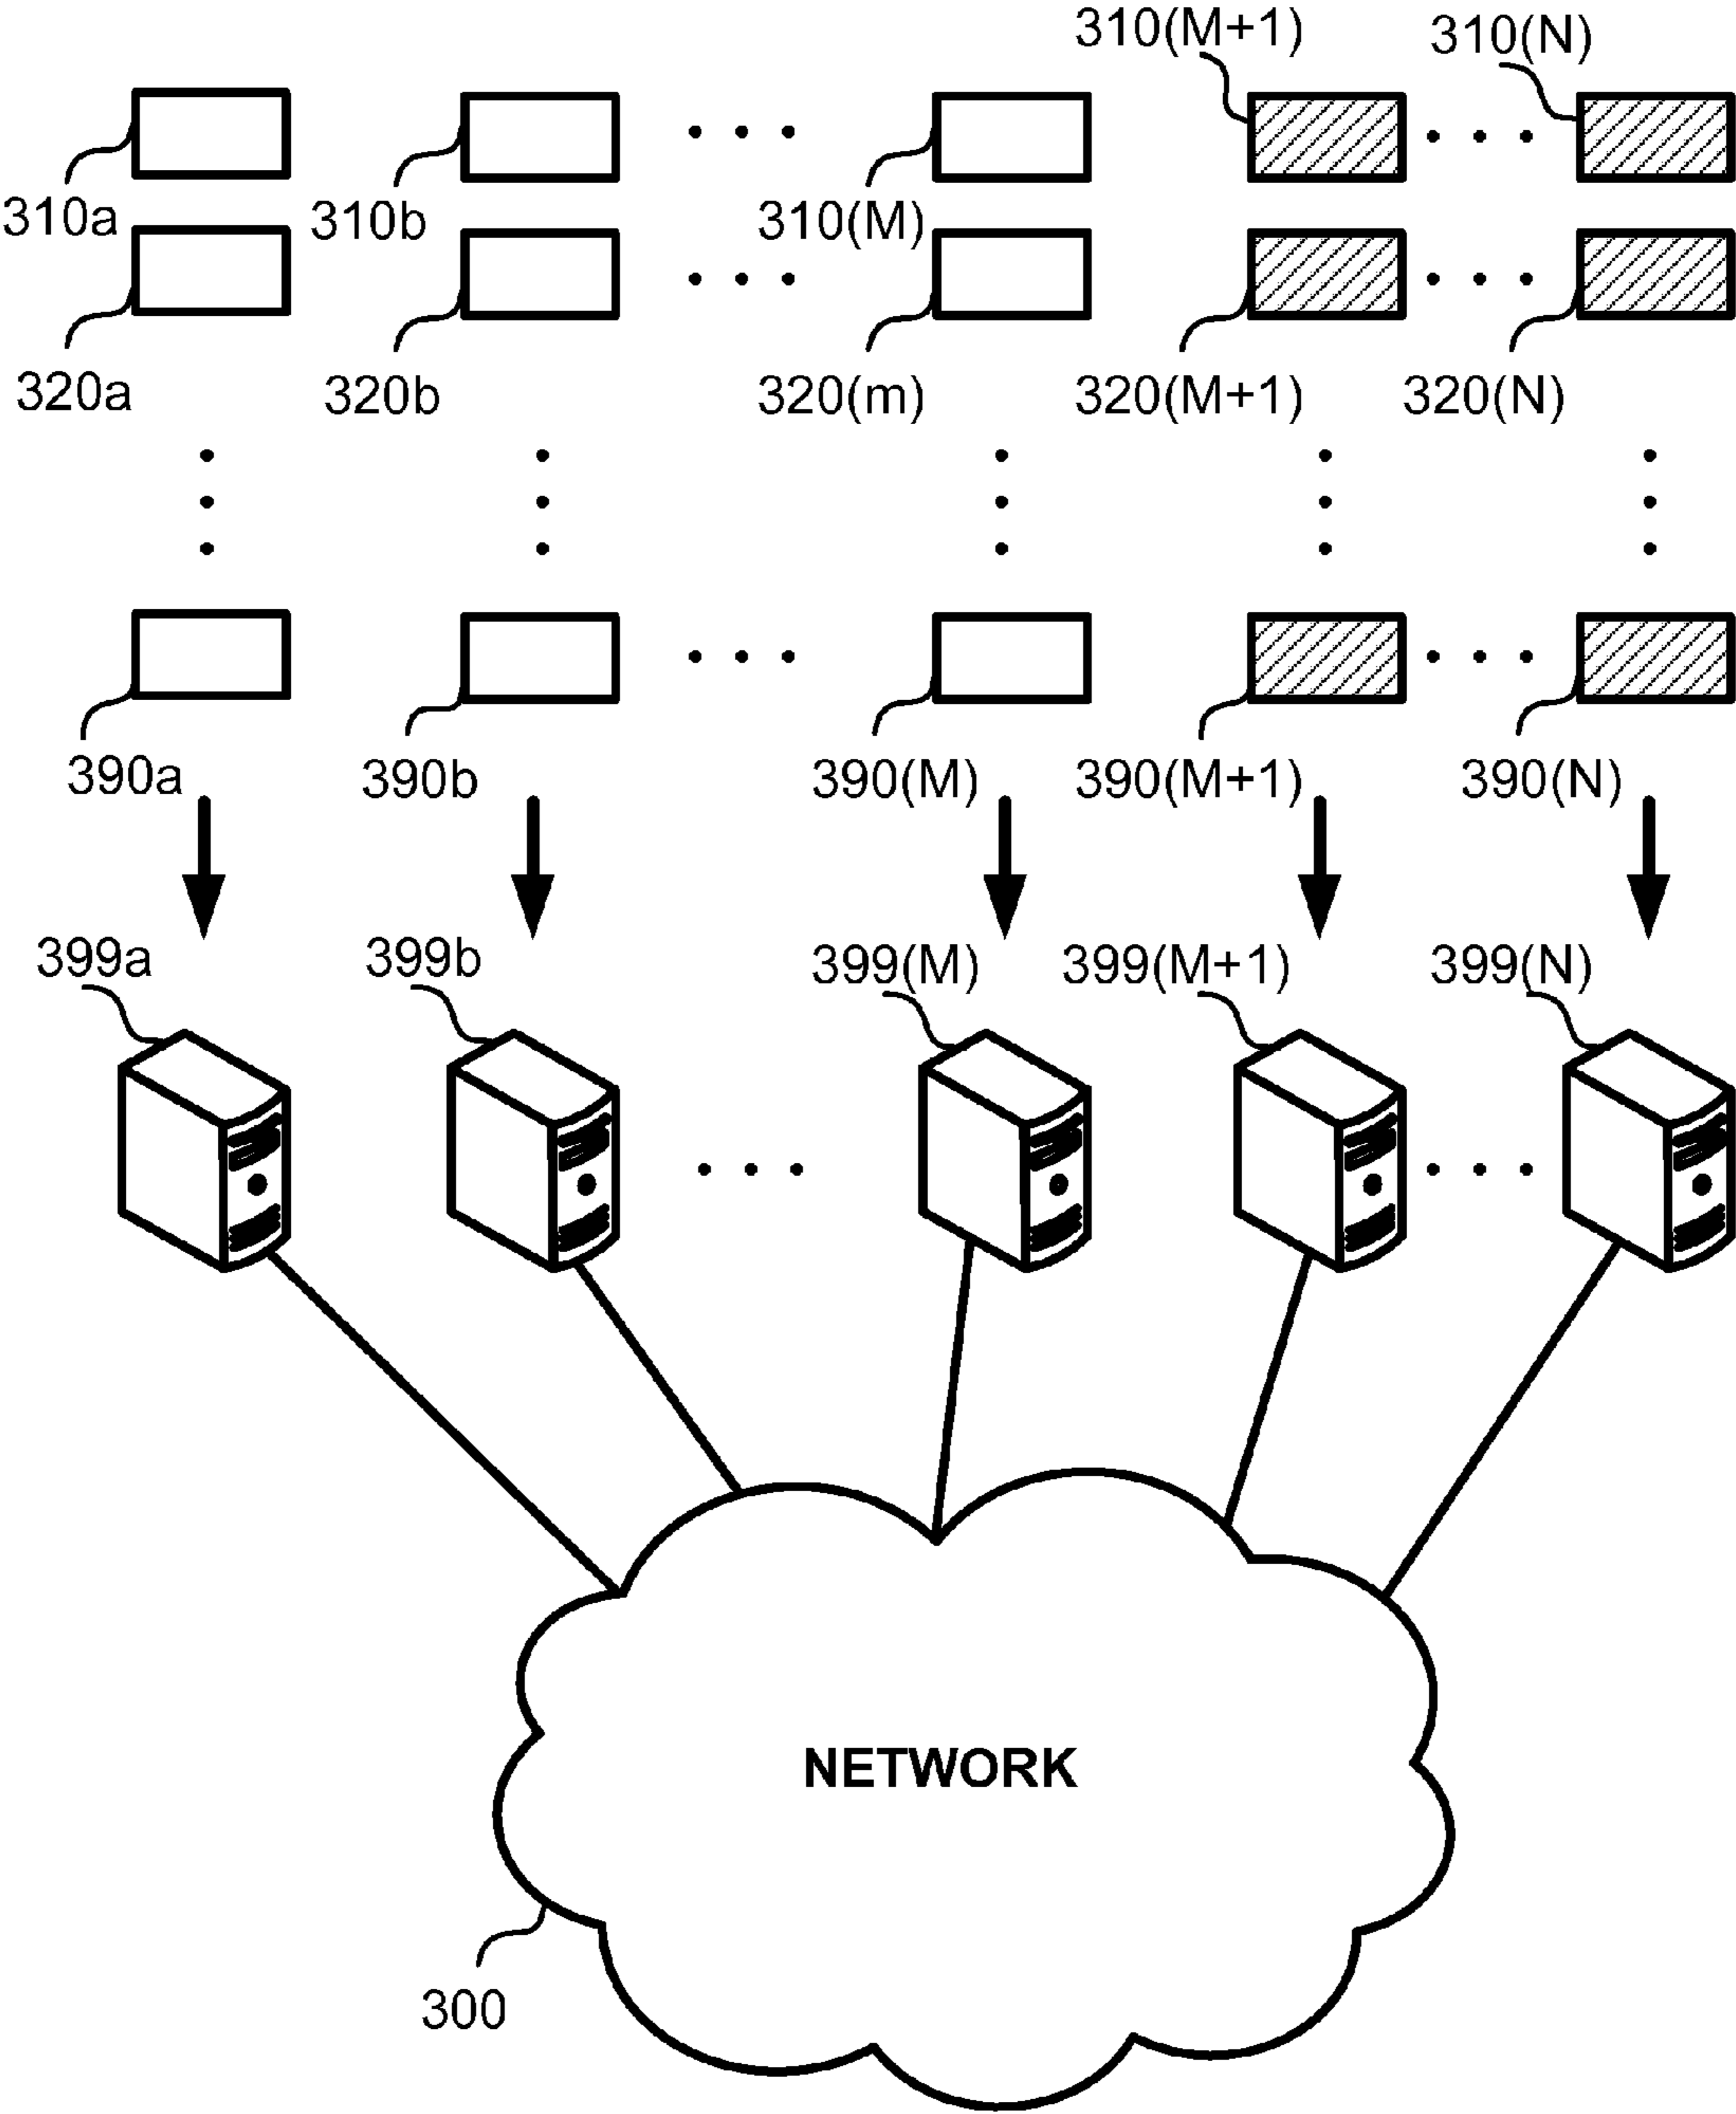 310(M+1) 310(N)
310a 310b 310(M)
320a 320b 320(m) 320(M+1) 320(N)
390a 390b 390(M) 390(M+1) 390(N)
399a 399b 399(M) 399(M+1) 399(N)
NETWORK
300